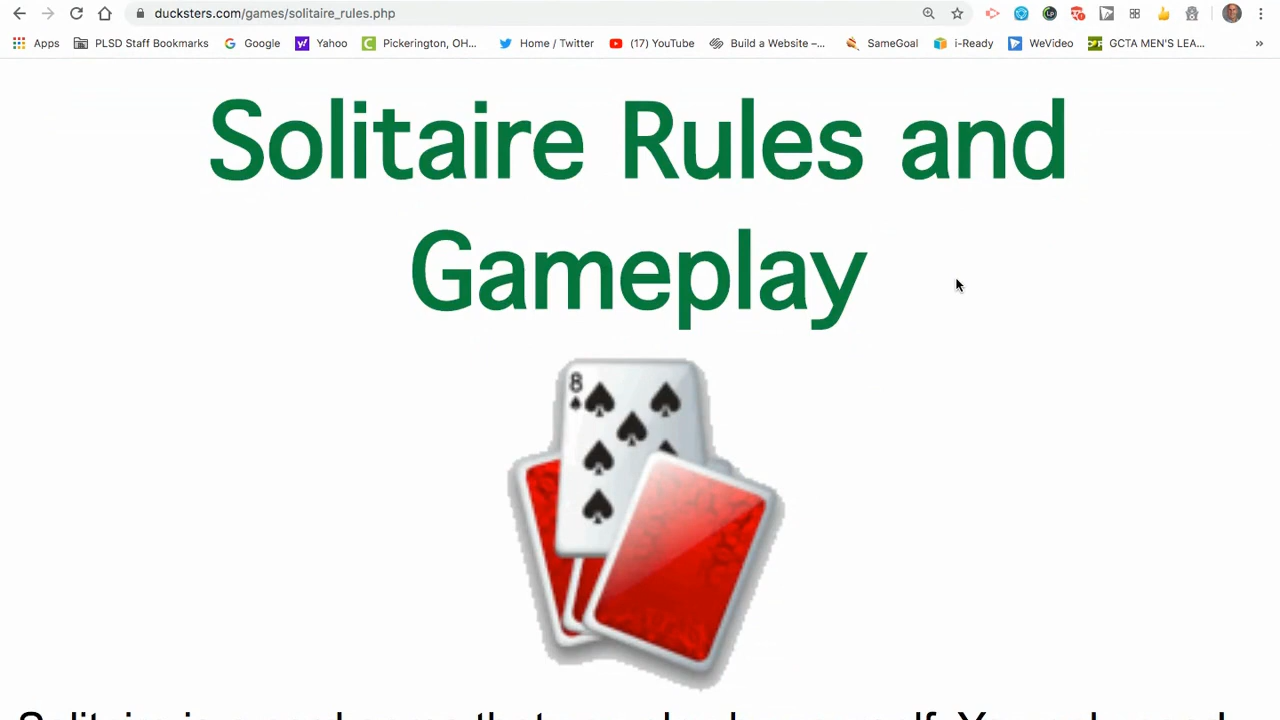 ducksters.com/games/solitaire_rules.php
Apps PLSD Staff Bookmarks Google Yahoo Pickerington, OH... Home / Twitter (17) YouTube Build a Website –... SameGoal i-Ready WeVideo GCTA MEN'S LEA... »
Solitaire Rules and
Gameplay
8